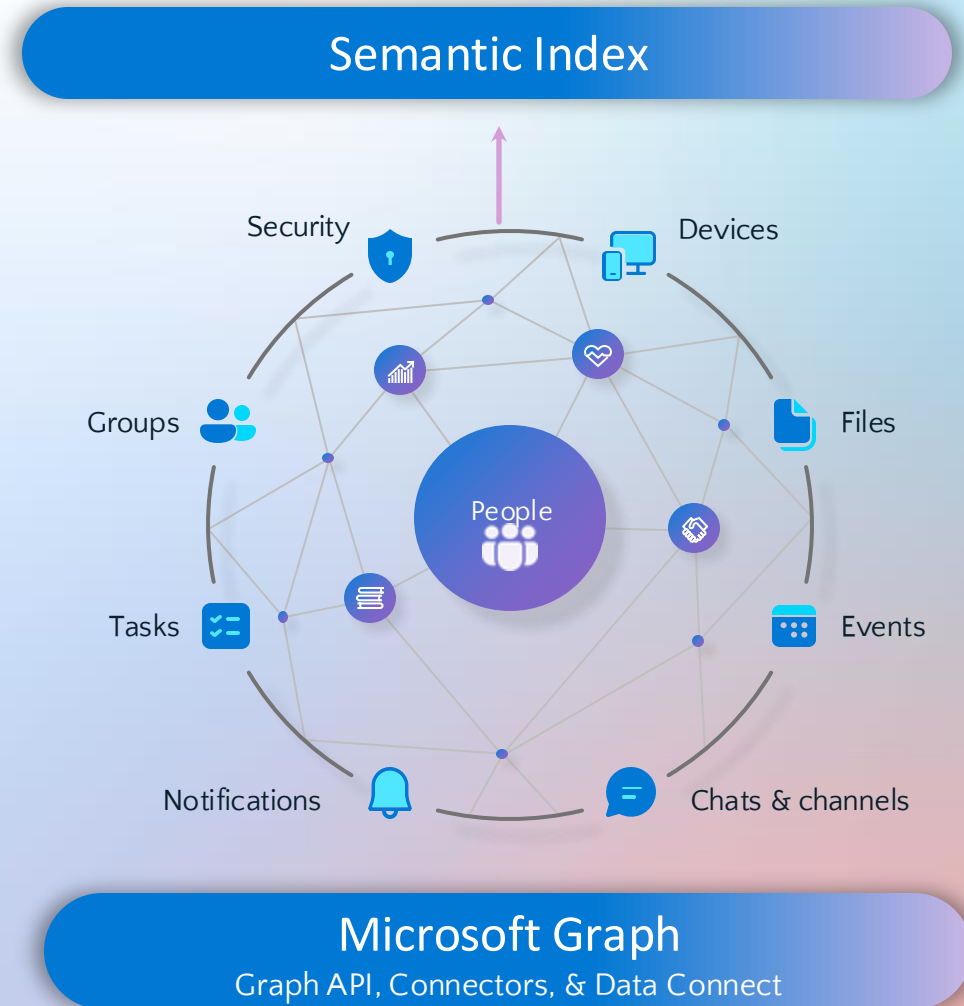 Semantic Index
Security
Devices
Groups
Files
People
Tasks
Events
Notifications
Chats & channels
Microsoft Graph
Graph API, Connectors, & Data Connect